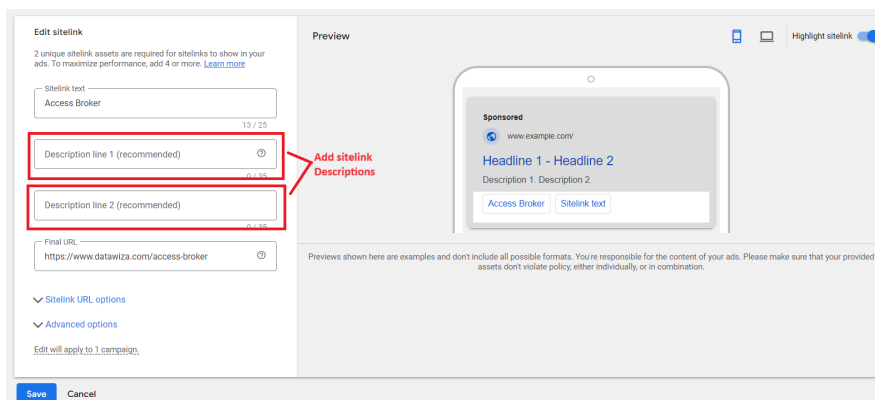 Edit sitelink
2 unique sitelink assets are required for sitelinks to show in your
ads. To maximize performance, add 4 or more. Learn more
Sitelink text
Access Broker
13 / 25
Description line 1 (recommended)
0 / 35
Description line 2 (recommended)
0 / 35
Final URL
https://www.datawiza.com/access-broker
Sitelink URL options
Advanced options
Edit will apply to 1 campaign.
Save Cancel
Add sitelink
Descriptions
Preview
Highlight sitelink
Sponsored
www.example.com/
Headline 1 - Headline 2
Description 1. Description 2.
Access Broker Sitelink text
Previews shown here are examples and don't include all possible formats. You're responsible for the content of your ads. Please make sure that your provided
assets don't violate policy, either individually, or in combination.